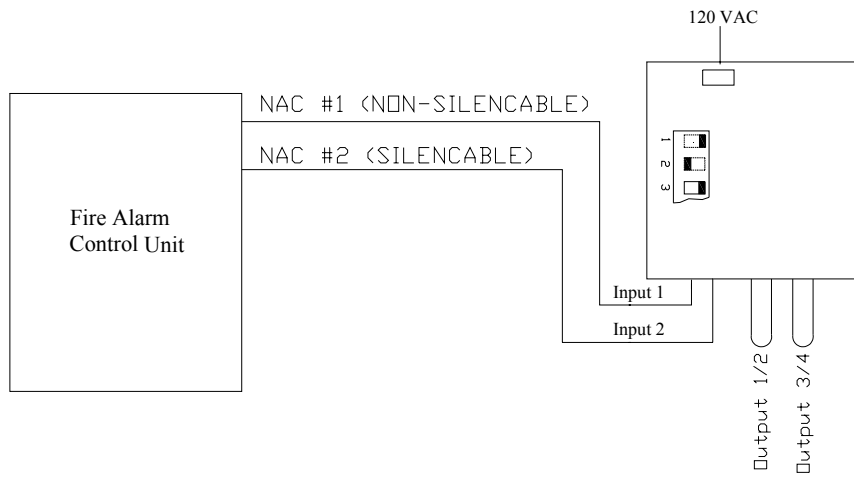 120 VAC
NAC #1 (NON-SILENCABLE)
NAC #2 (SILENCABLE)
1
2
3
Fire Alarm
Control Unit
Input 1
Input 2
Output 1/2
Output 3/4